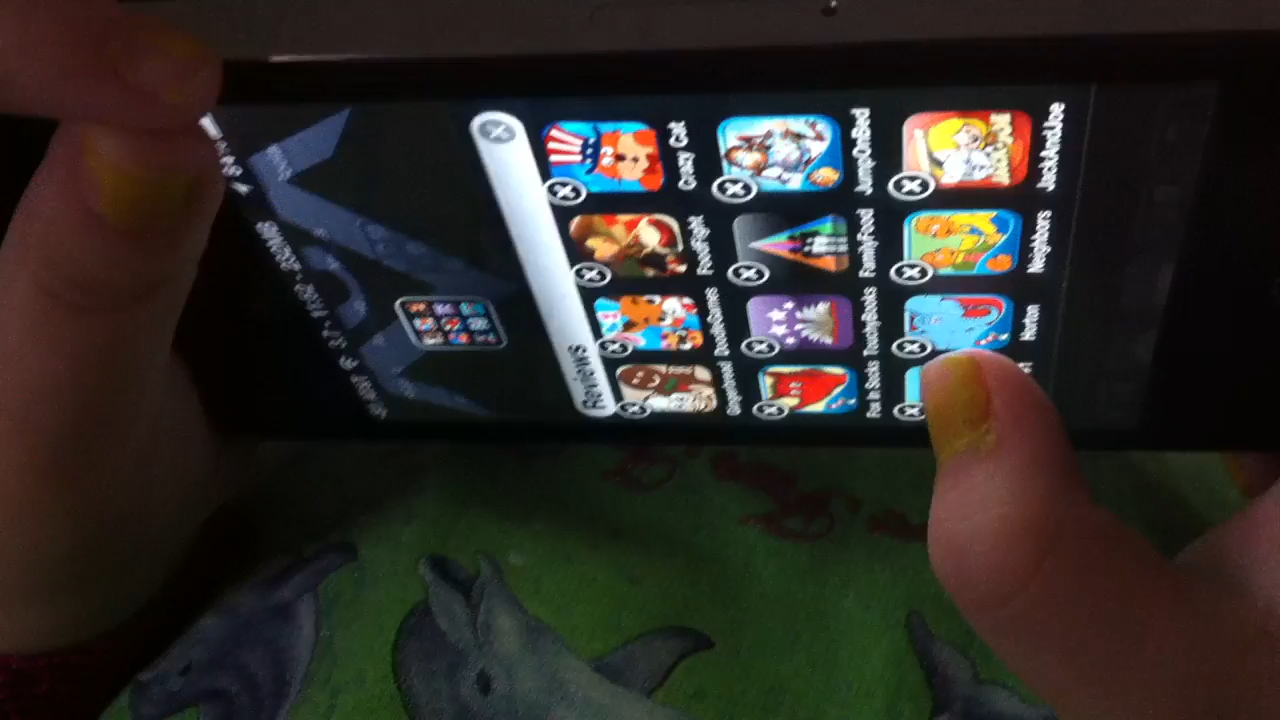 Reviews
Gingerbread DoodleGames FoodFight Crazy Cat
Fox in Socks TouchyBooks FamilyFood JumpOnBed
Horton Neighbors JackAndJoe